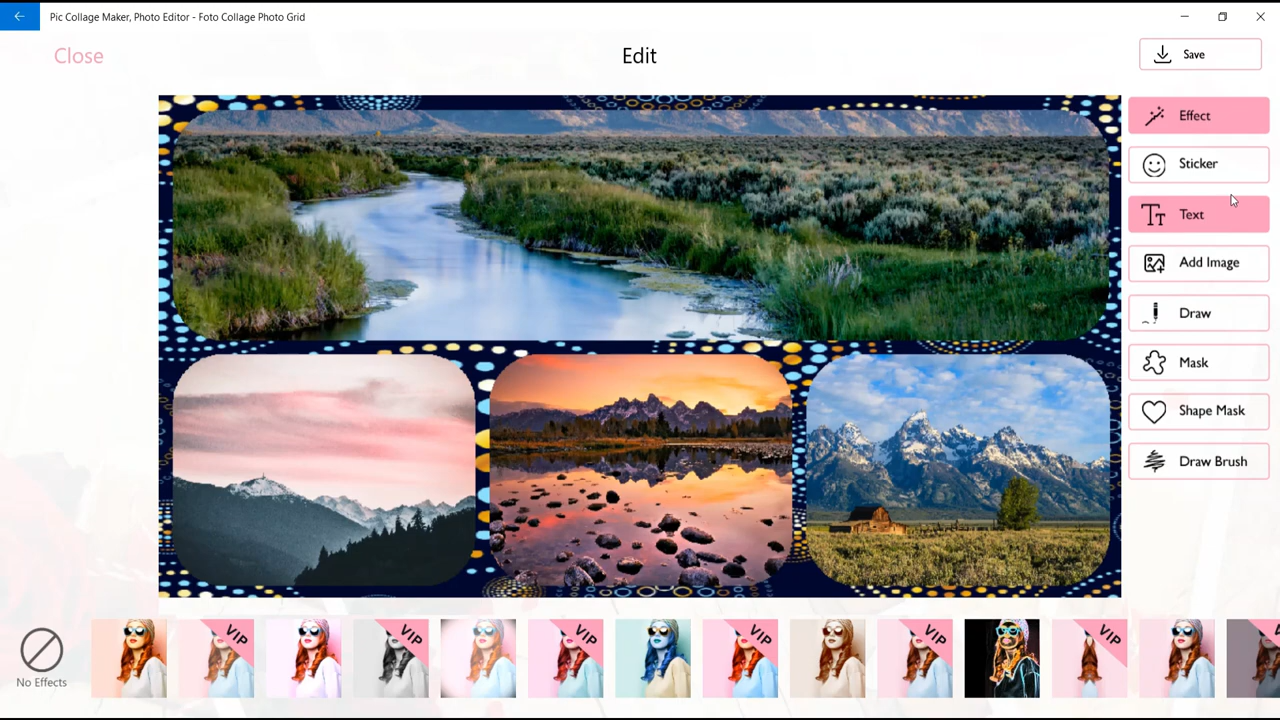 Pic Collage Maker, Photo Editor - Foto Collage Photo Grid
Close
Edit
Save
Effect
Sticker
Text
Add Image
Draw
Mask
Shape Mask
Draw Brush
VIP
VIP
VIP
VIP
VIP
VIP
No Effects